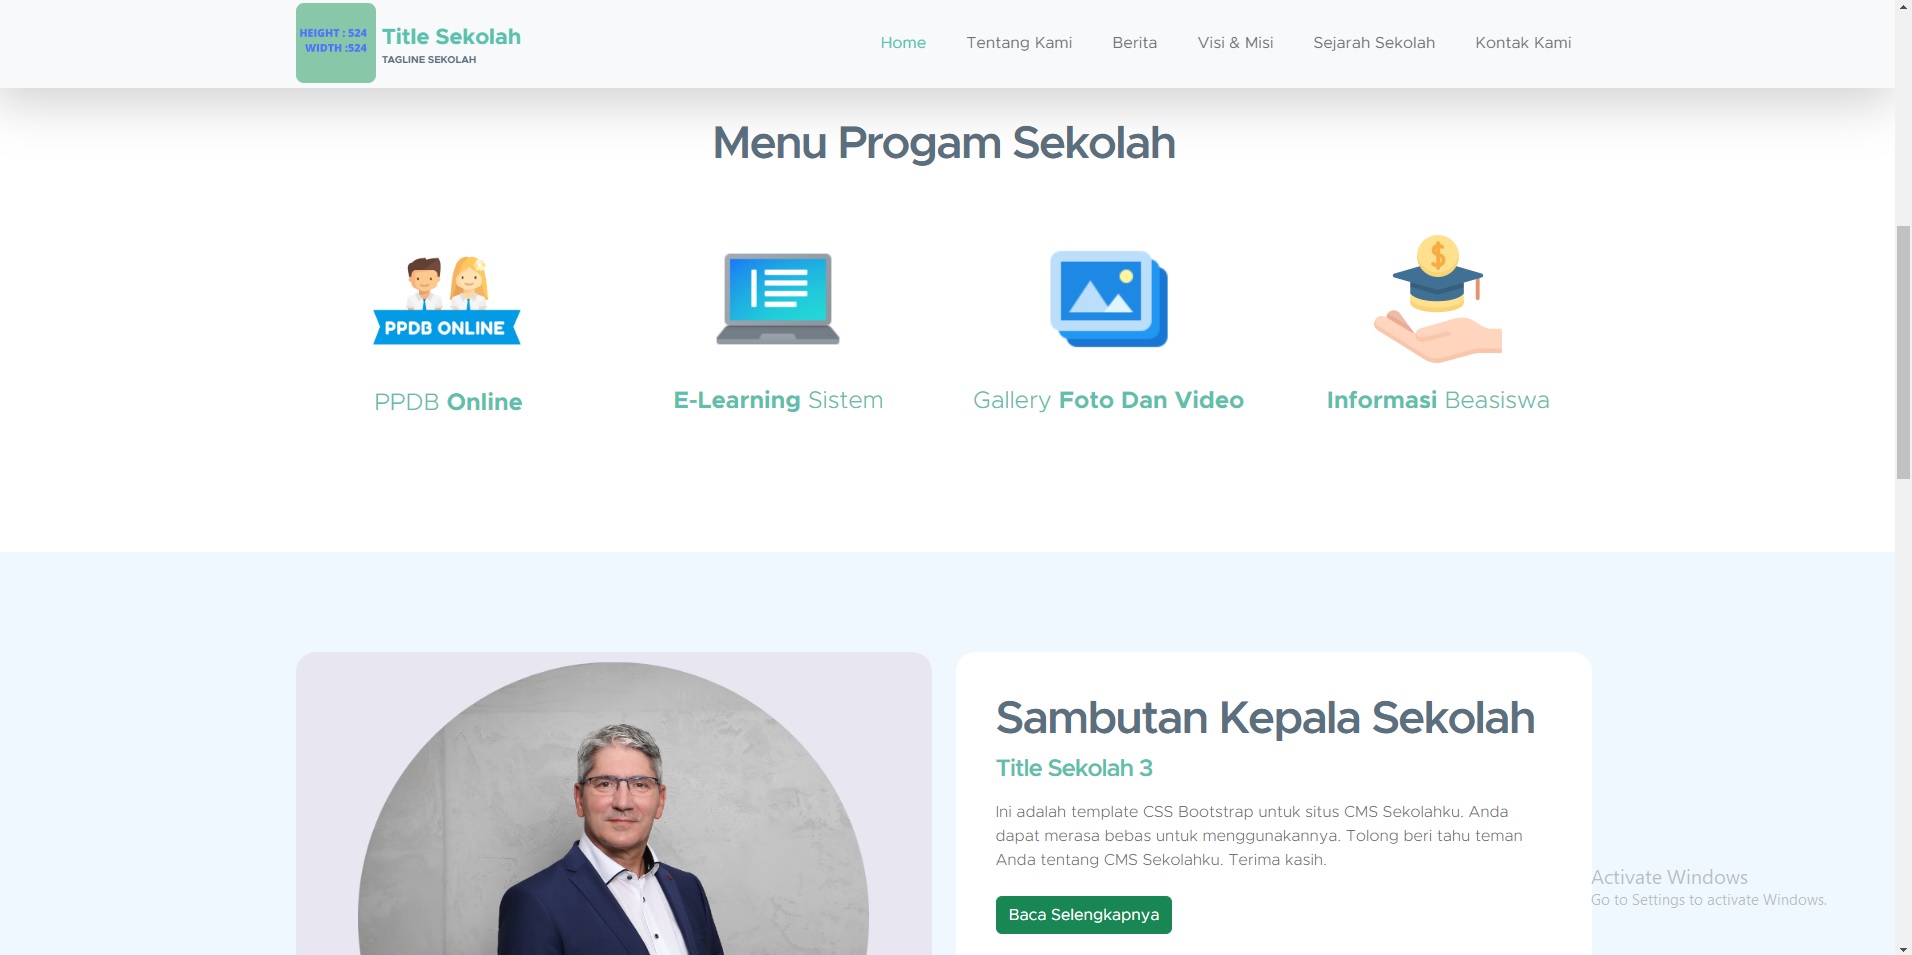 HEIGHT : 524
WIDTH :524
Title Sekolah
TAGLINE SEKOLAH
Home
Tentang Kami
Berita
Visi & Misi
Sejarah Sekolah
Kontak Kami
Menu Progam Sekolah
PPDB ONLINE
PPDB Online
E-Learning Sistem
Gallery Foto Dan Video
Informasi Beasiswa
Sambutan Kepala Sekolah
Title Sekolah 3
Ini adalah template CSS Bootstrap untuk situs CMS Sekolahku. Anda
dapat merasa bebas untuk menggunakannya. Tolong beri tahu teman
Anda tentang CMS Sekolahku. Terima kasih.
Baca Selengkapnya
Activate Windows
Go to Settings to activate Windows.